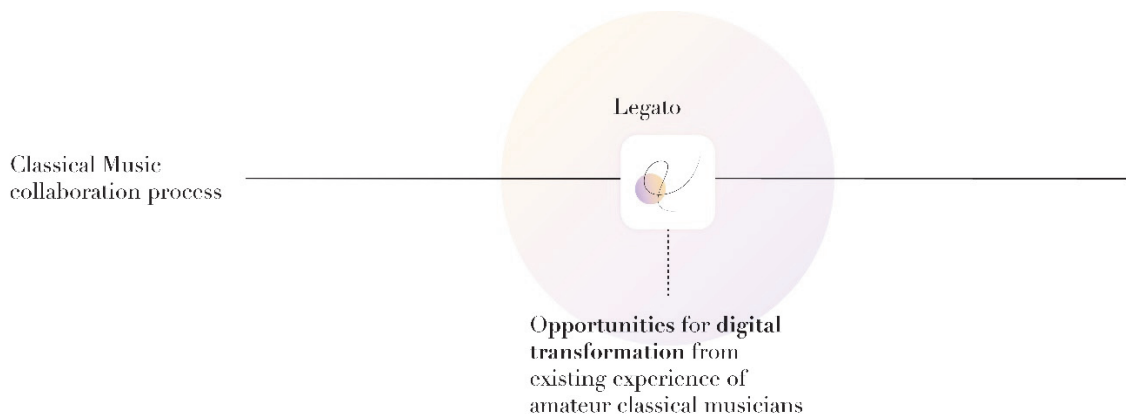 Legato
Classical Music
collaboration process
Opportunities for digital
transformation from
existing experience of
amateur classical musicians